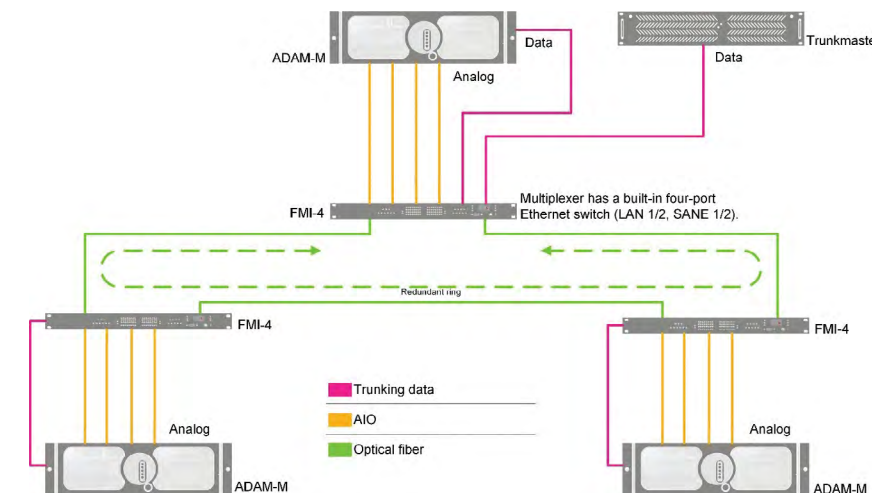 ADAM-M
Data
Analog
Trunkmaste
Data
FMI-4
Multiplexer has a built-in four-port
Ethernet switch (LAN 1/2, SANE 1/2).
Redundant ring
FMI-4
FMI-4
Trunking data
AIO
Optical fiber
Analog
ADAM-M
Analog
ADAM-M